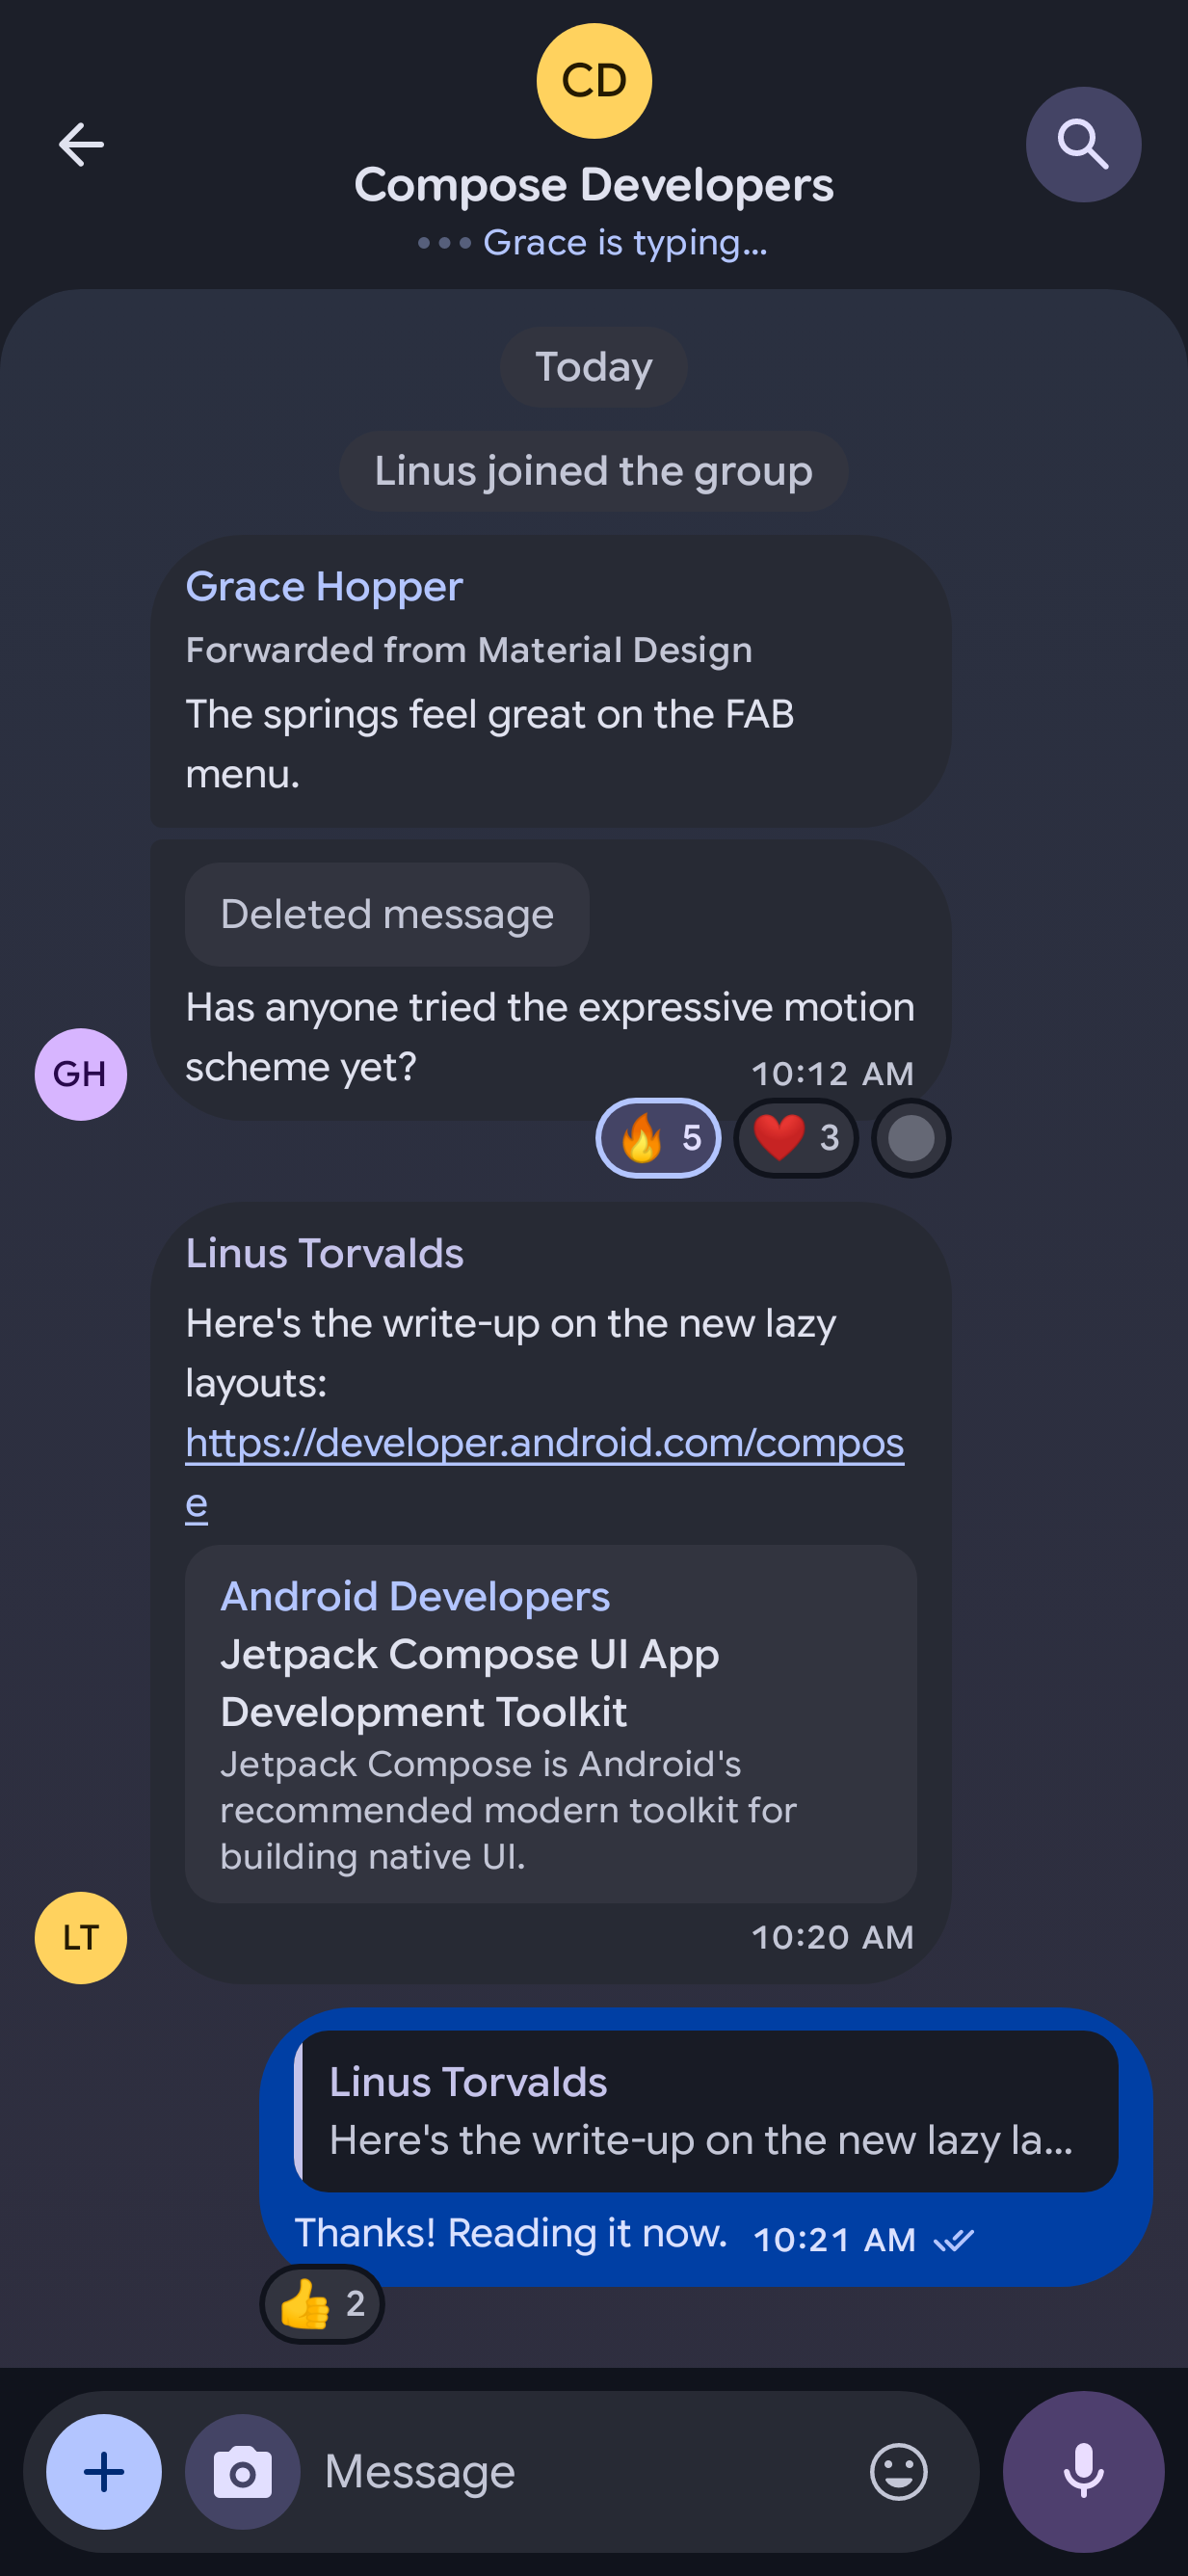 CD
Compose Developers
Grace is typing...
Today
Linus joined the group
Grace Hopper
Forwarded from Material Design
The springs feel great on the FAB
menu.
Deleted message
Has anyone tried the expressive motion
scheme yet?
10:12 AM
GH
🔥 5
❤️ 3
Linus Torvalds
Here's the write-up on the new lazy
layouts:
https://developer.android.com/compos
e
Android Developers
Jetpack Compose UI App
Development Toolkit
Jetpack Compose is Android's
recommended modern toolkit for
building native UI.
LT
10:20 AM
Linus Torvalds
Here's the write-up on the new lazy la...
Thanks! Reading it now. 10:21 AM
👍 2
Message